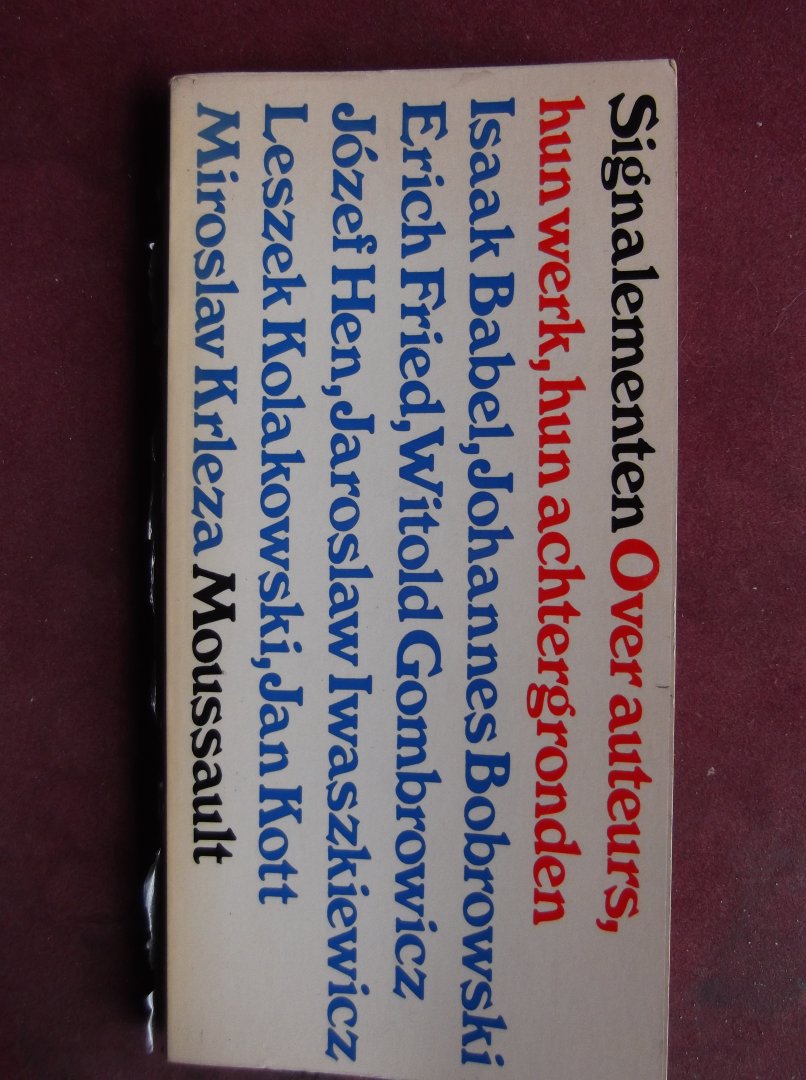 Signalementen Over auteurs,
hun werk, hun achtergronden
Isaak Babel, Johannes Bobrowski
Erich Fried, Witold Gombrowicz
Józef Hen, Jaroslaw Iwaszkiewicz
Leszek Kolakowski, Jan Kott
Miroslav Krleza Moussault